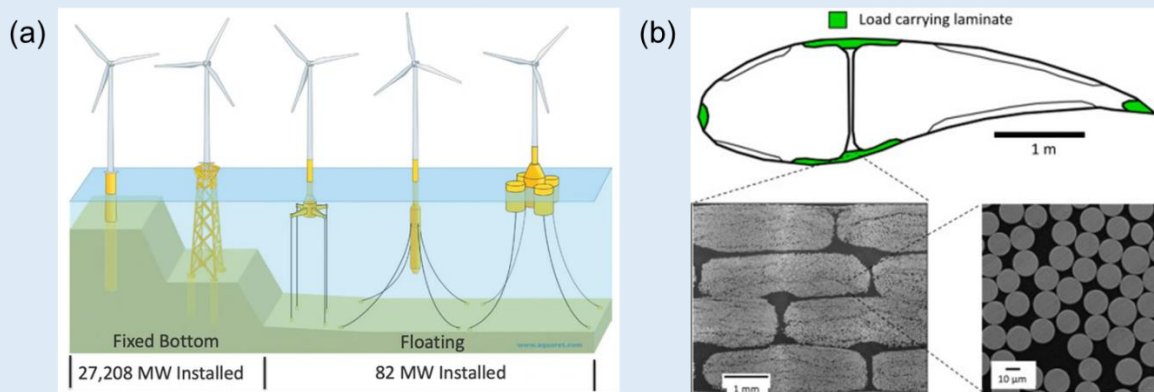 (a)
Fixed Bottom
Floating
www.aquaret.com
27,208 MW Installed
82 MW Installed
(b)
Load carrying laminate
1 m
1 mm
10 µm